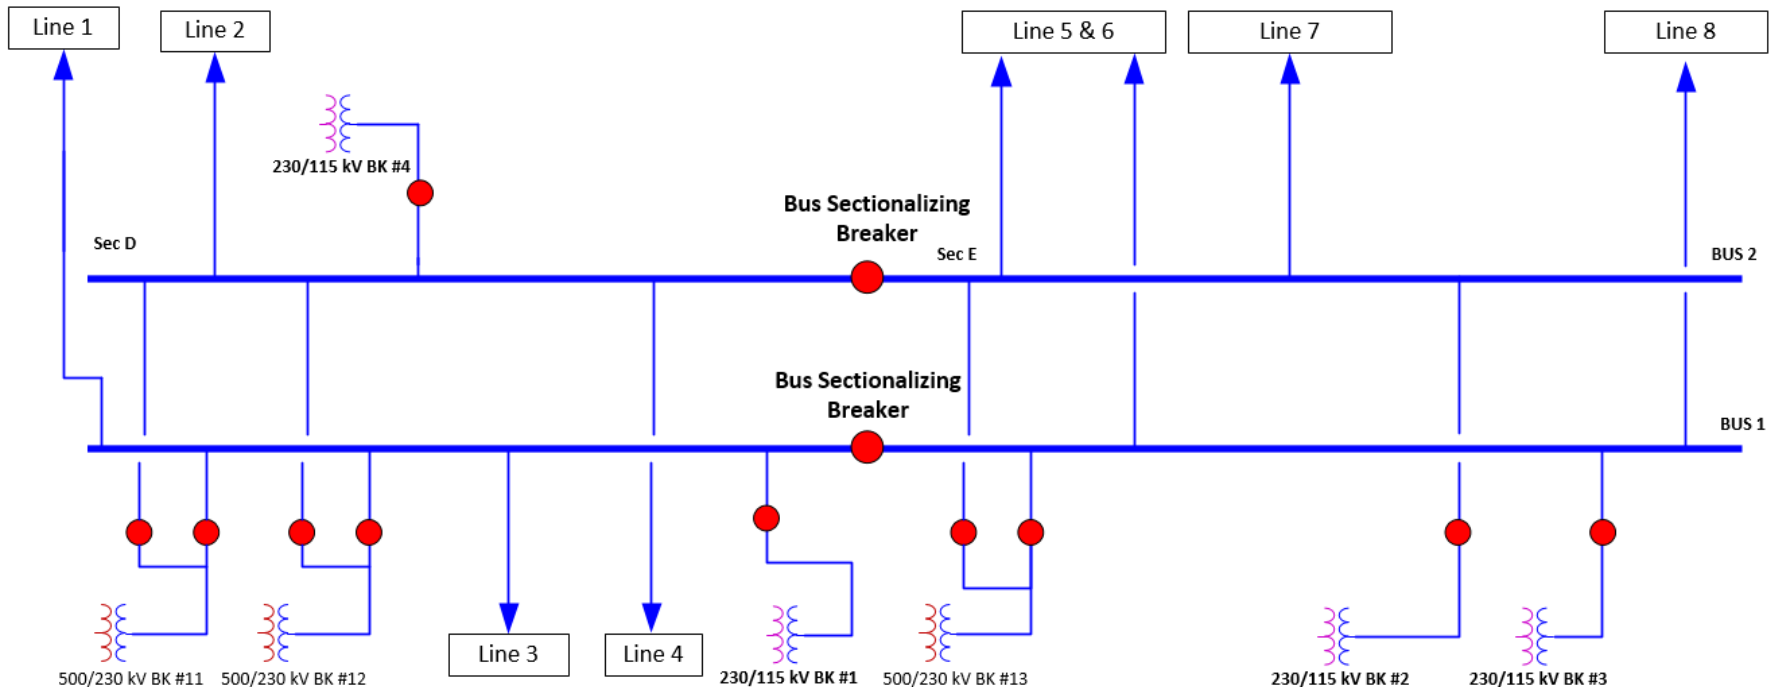 Line 1
Line 2
Line 5 & 6
Line 7
Line 8
230/115 kV BK #4
Bus Sectionalizing
Breaker
Sec D
Sec E
BUS 2
Bus Sectionalizing
Breaker
BUS 1
Line 3
Line 4
500/230 kV BK #11
500/230 kV BK #12
230/115 kV BK #1
500/230 kV BK #13
230/115 kV BK #2
230/115 kV BK #3